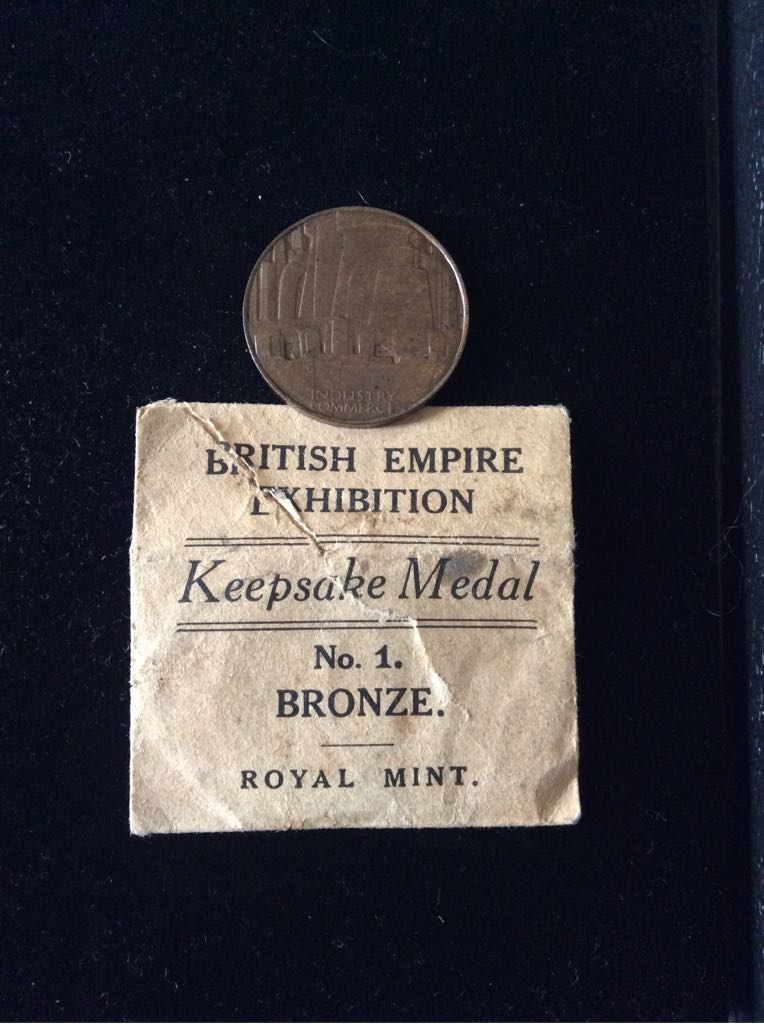 INDUSTRY
COMMERCE
BRITISH EMPIRE
EXHIBITION
Keepsake Medal
No. 1.
BRONZE.
ROYAL MINT.